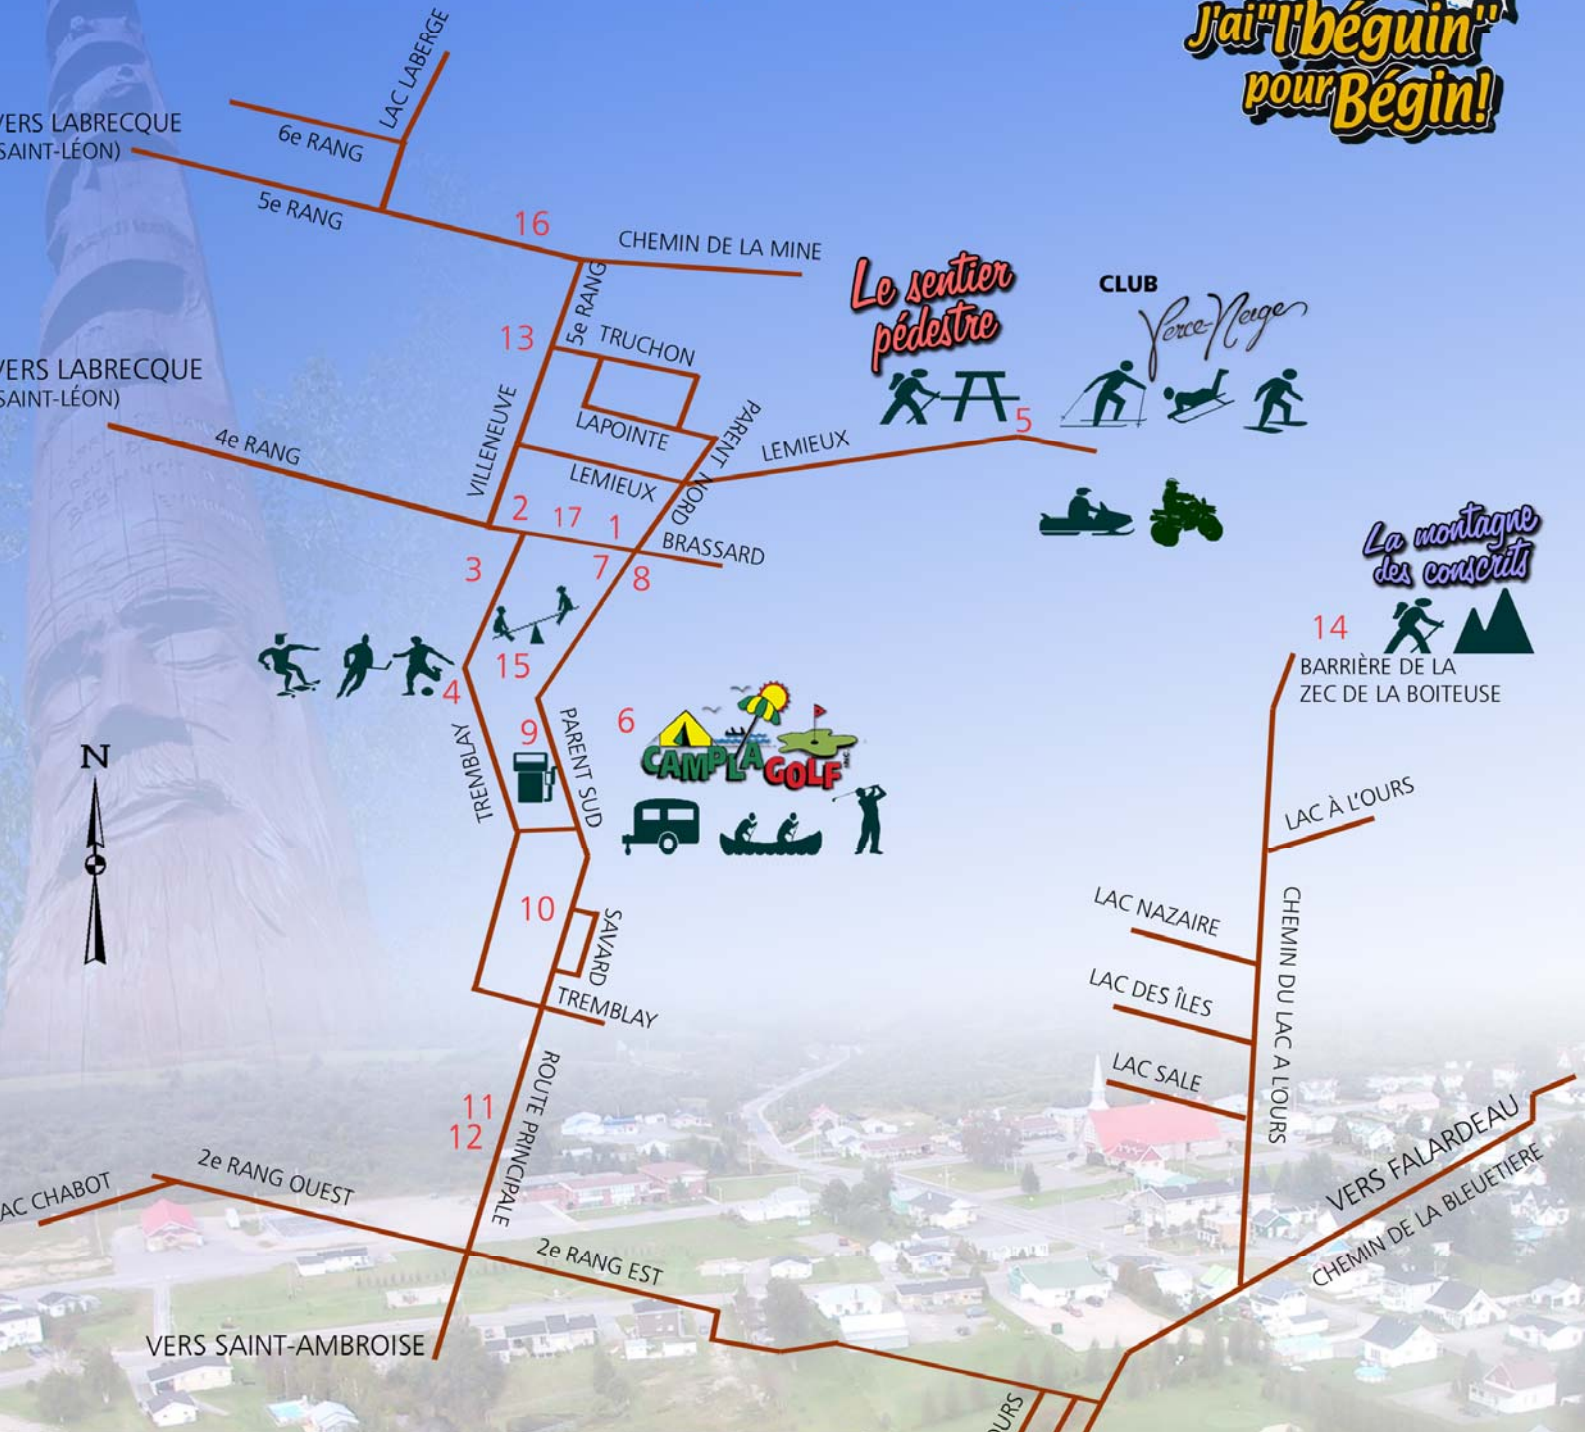 J'ai "l'béguin"
pour Bégin!
LAC LABERGE
VERS LABRECQUE
SAINT-LÉON)
6e RANG
5e RANG
16
CHEMIN DE LA MINE
5e RANG
13
TRUCHON
Le sentier
pédestre
CLUB
Perce-Neige
VERS LABRECQUE
SAINT-LÉON)
4e RANG
VILLENEUVE
LAPOINTE
PARENT NORD
LEMIEUX
5
LEMIEUX
2
17
1
BRASSARD
3
7
8
La montagne
des conscrits
14
BARRIÈRE DE LA
ZEC DE LA BOITEUSE
15
4
TREMBLAY
9
PARENT SUD
6
CAMPLAGOLF
INC.
N
LAC À L'OURS
10
SAVARD
LAC NAZAIRE
CHEMIN DU LAC A L'OURS
LAC DES ÎLES
TREMBLAY
LAC SALE
ROUTE PRINCIPALE
11
12
VERS FALARDEAU
CHEMIN DE LA BLEUETIERE
AC CHABOT
2e RANG OUEST
2e RANG EST
VERS SAINT-AMBROISE
OURS